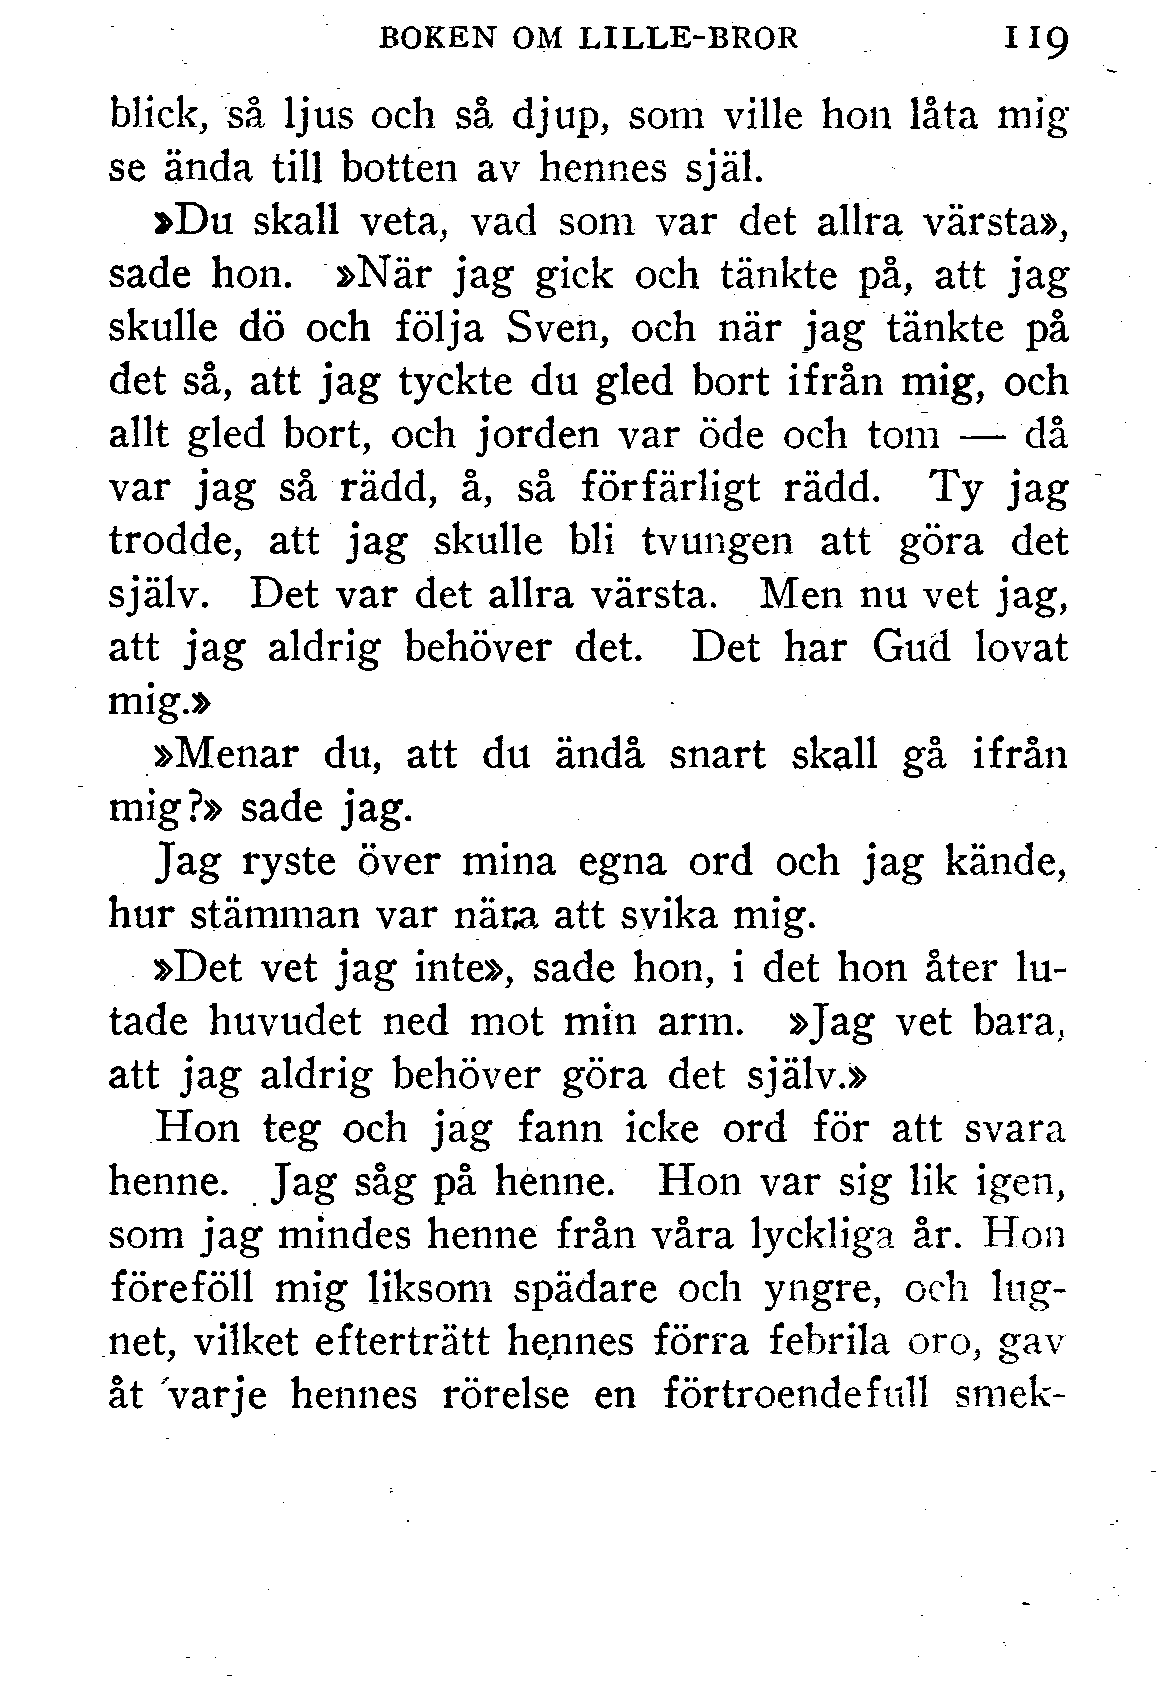 BOKEN OM LILLE-BROR 119
blick, så ljus och så djup, som ville hon låta mig
se ända till botten av hennes själ.
»Du skall veta, vad som var det allra värsta»,
sade hon. »När jag gick och tänkte på, att jag
skulle dö och följa Sven, och när jag tänkte på
det så, att jag tyckte du gled bort ifrån mig, och
allt gled bort, och jorden var öde och tom — då
var jag så rädd, å, så förfärligt rädd. Ty jag
trodde, att jag skulle bli tvungen att göra det
själv. Det var det allra värsta. Men nu vet jag,
att jag aldrig behöver det. Det har Gud lovat
mig.»
»Menar du, att du ändå snart skall gå ifrån
mig?» sade jag.
Jag ryste över mina egna ord och jag kände,
hur stämman var nära att svika mig.
»Det vet jag inte», sade hon, i det hon åter lu-
tade huvudet ned mot min arm. »Jag vet bara,
att jag aldrig behöver göra det själv.»
Hon teg och jag fann icke ord för att svara
henne. Jag såg på henne. Hon var sig lik igen,
som jag mindes henne från våra lyckliga år. Hon
föreföll mig liksom spädare och yngre, och lug-
net, vilket efterträtt hennes förra febrila oro, gav
åt varje hennes rörelse en förtroendefull smek-